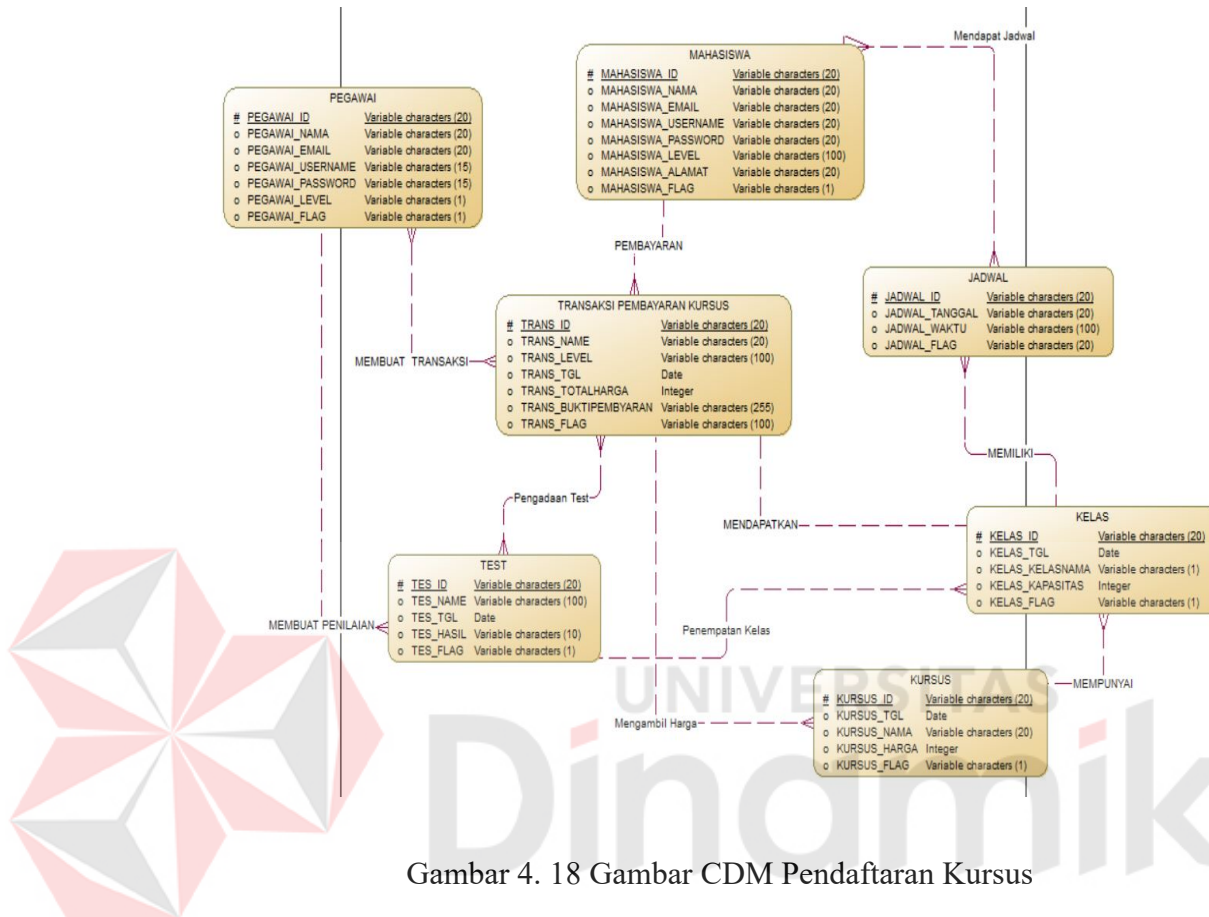 Mendapat Jadwal
MAHASISWA
# MAHASISWA_ID Variable characters (20)
o MAHASISWA_NAMA Variable characters (20)
o MAHASISWA_EMAIL Variable characters (20)
o MAHASISWA_USERNAME Variable characters (20)
o MAHASISWA_PASSWORD Variable characters (20)
o MAHASISWA_LEVEL Variable characters (100)
o MAHASISWA_ALAMAT Variable characters (20)
o MAHASISWA_FLAG Variable characters (1)
PEGAWAI
# PEGAWAI_ID Variable characters (20)
o PEGAWAI_NAMA Variable characters (20)
o PEGAWAI_EMAIL Variable characters (20)
o PEGAWAI_USERNAME Variable characters (15)
o PEGAWAI_PASSWORD Variable characters (15)
o PEGAWAI_LEVEL Variable characters (1)
o PEGAWAI_FLAG Variable characters (1)
PEMBAYARAN
JADWAL
# JADWAL_ID Variable characters (20)
o JADWAL_TANGGAL Variable characters (20)
o JADWAL_WAKTU Variable characters (100)
o JADWAL_FLAG Variable characters (20)
TRANSAKSI PEMBAYARAN KURSUS
# TRANS_ID Variable characters (20)
o TRANS_NAME Variable characters (20)
o TRANS_LEVEL Variable characters (100)
o TRANS_TGL Date
o TRANS_TOTALHARGA Integer
o TRANS_BUKTIPEMBYARAN Variable characters (255)
o TRANS_FLAG Variable characters (100)
MEMBUAT TRANSAKSI
MEMILIKI
Pengadaan Test
MENDAPATKAN
KELAS
# KELAS_ID Variable characters (20)
o KELAS_TGL Date
o KELAS_KELASNAMA Variable characters (1)
o KELAS_KAPASITAS Integer
o KELAS_FLAG Variable characters (1)
TEST
# TES_ID Variable characters (20)
o TES_NAME Variable characters (100)
o TES_TGL Date
o TES_HASIL Variable characters (10)
o TES_FLAG Variable characters (1)
MEMBUAT PENILAIAN
Penempatan Kelas
KURSUS
# KURSUS_ID Variable characters (20)
o KURSUS_TGL Date
o KURSUS_NAMA Variable characters (20)
o KURSUS_HARGA Integer
o KURSUS_FLAG Variable characters (1)
MEMPUNYAI
Mengambil Harga
UNIVERSITAS
Dinamik
Gambar 4. 18 Gambar CDM Pendaftaran Kursus